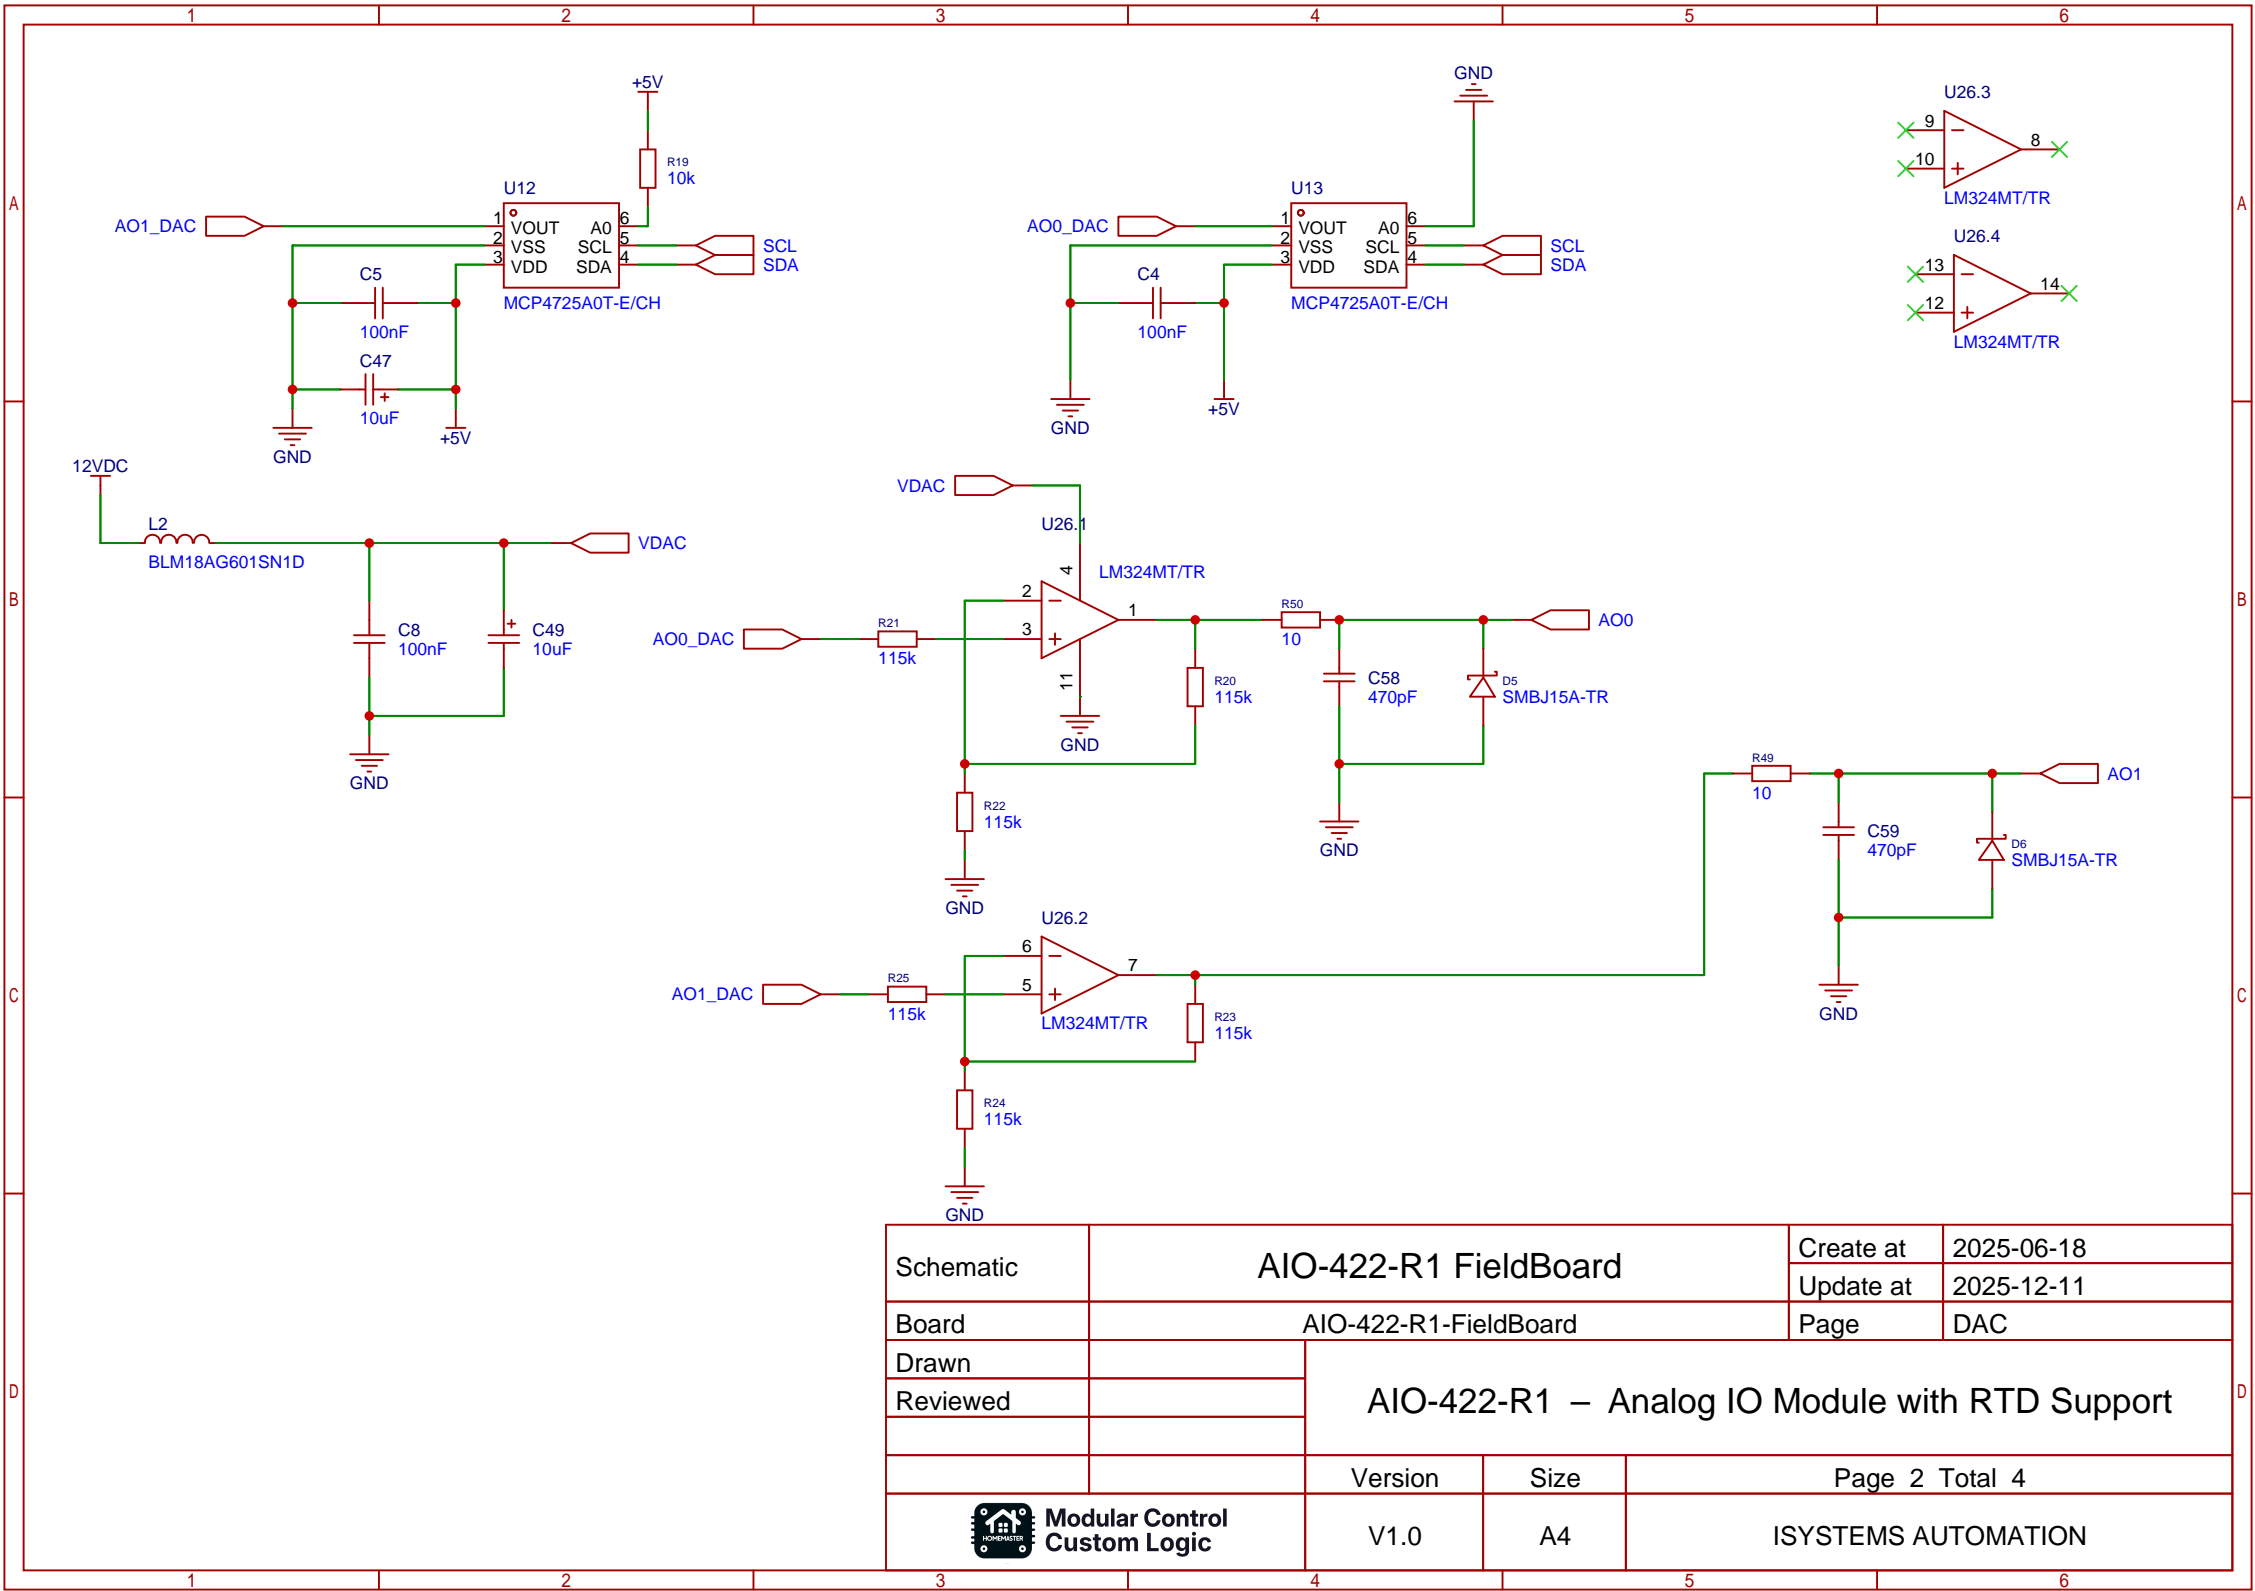 1 2 3 4 5 6
A
A
B
B
C
C
D
D
+5V
R19
10k
U12
AO1_DAC
1 VOUT A0 6
2 VSS SCL 5
3 VDD SDA 4
SCL
SDA
MCP4725A0T-E/CH
C5
100nF
C47
10uF
GND
+5V
GND
U13
AO0_DAC
1 VOUT A0 6
2 VSS SCL 5
3 VDD SDA 4
SCL
SDA
MCP4725A0T-E/CH
C4
100nF
GND
+5V
U26.3
9
10
8
LM324MT/TR
U26.4
13
12
14
LM324MT/TR
12VDC
L2
BLM18AG601SN1D
VDAC
C8
100nF
C49
10uF
GND
VDAC
U26.1
4
LM324MT/TR
2
3
1
11
GND
AO0_DAC
R21
115k
R20
115k
R22
115k
GND
R50
10
AO0
C58
470pF
D5
SMBJ15A-TR
GND
U26.2
6
5
7
LM324MT/TR
AO1_DAC
R25
115k
R23
115k
R24
115k
GND
R49
10
AO1
C59
470pF
D6
SMBJ15A-TR
GND
Schematic
AIO-422-R1 FieldBoard
Create at 2025-06-18
Update at 2025-12-11
Board
AIO-422-R1-FieldBoard
Page DAC
Drawn
Reviewed
AIO-422-R1 – Analog IO Module with RTD Support
Version Size Page 2 Total 4
HOMEMASTER
Modular Control
Custom Logic
V1.0 A4 ISYSTEMS AUTOMATION
1 2 3 4 5 6